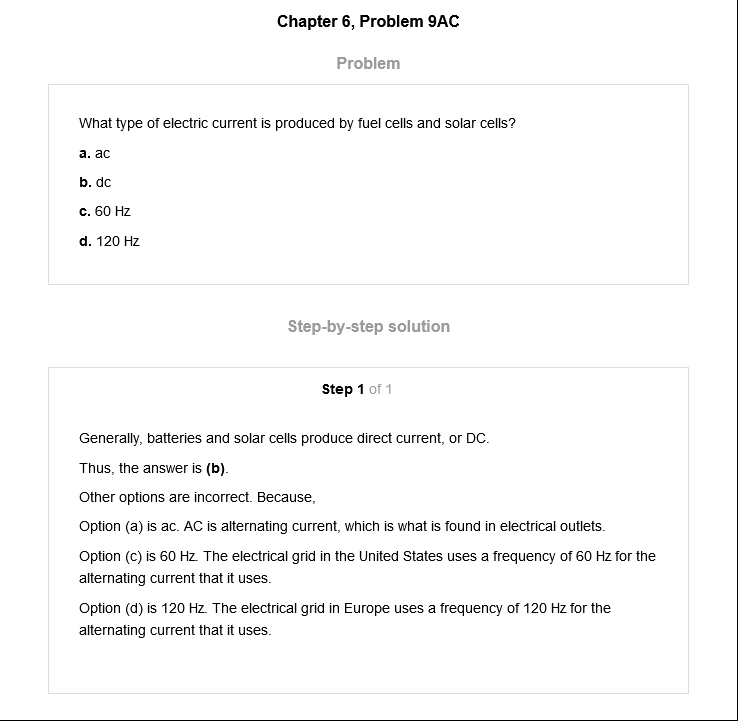 Chapter 6, Problem 9AC
Problem
What type of electric current is produced by fuel cells and solar cells?
a. ac
b. dc
c. 60 Hz
d. 120 Hz
Step-by-step solution
Step 1 of 1
Generally, batteries and solar cells produce direct current, or DC.
Thus, the answer is (b).
Other options are incorrect. Because,
Option (a) is ac. AC is alternating current, which is what is found in electrical outlets.
Option (c) is 60 Hz. The electrical grid in the United States uses a frequency of 60 Hz for the
alternating current that it uses.
Option (d) is 120 Hz. The electrical grid in Europe uses a frequency of 120 Hz for the
alternating current that it uses.